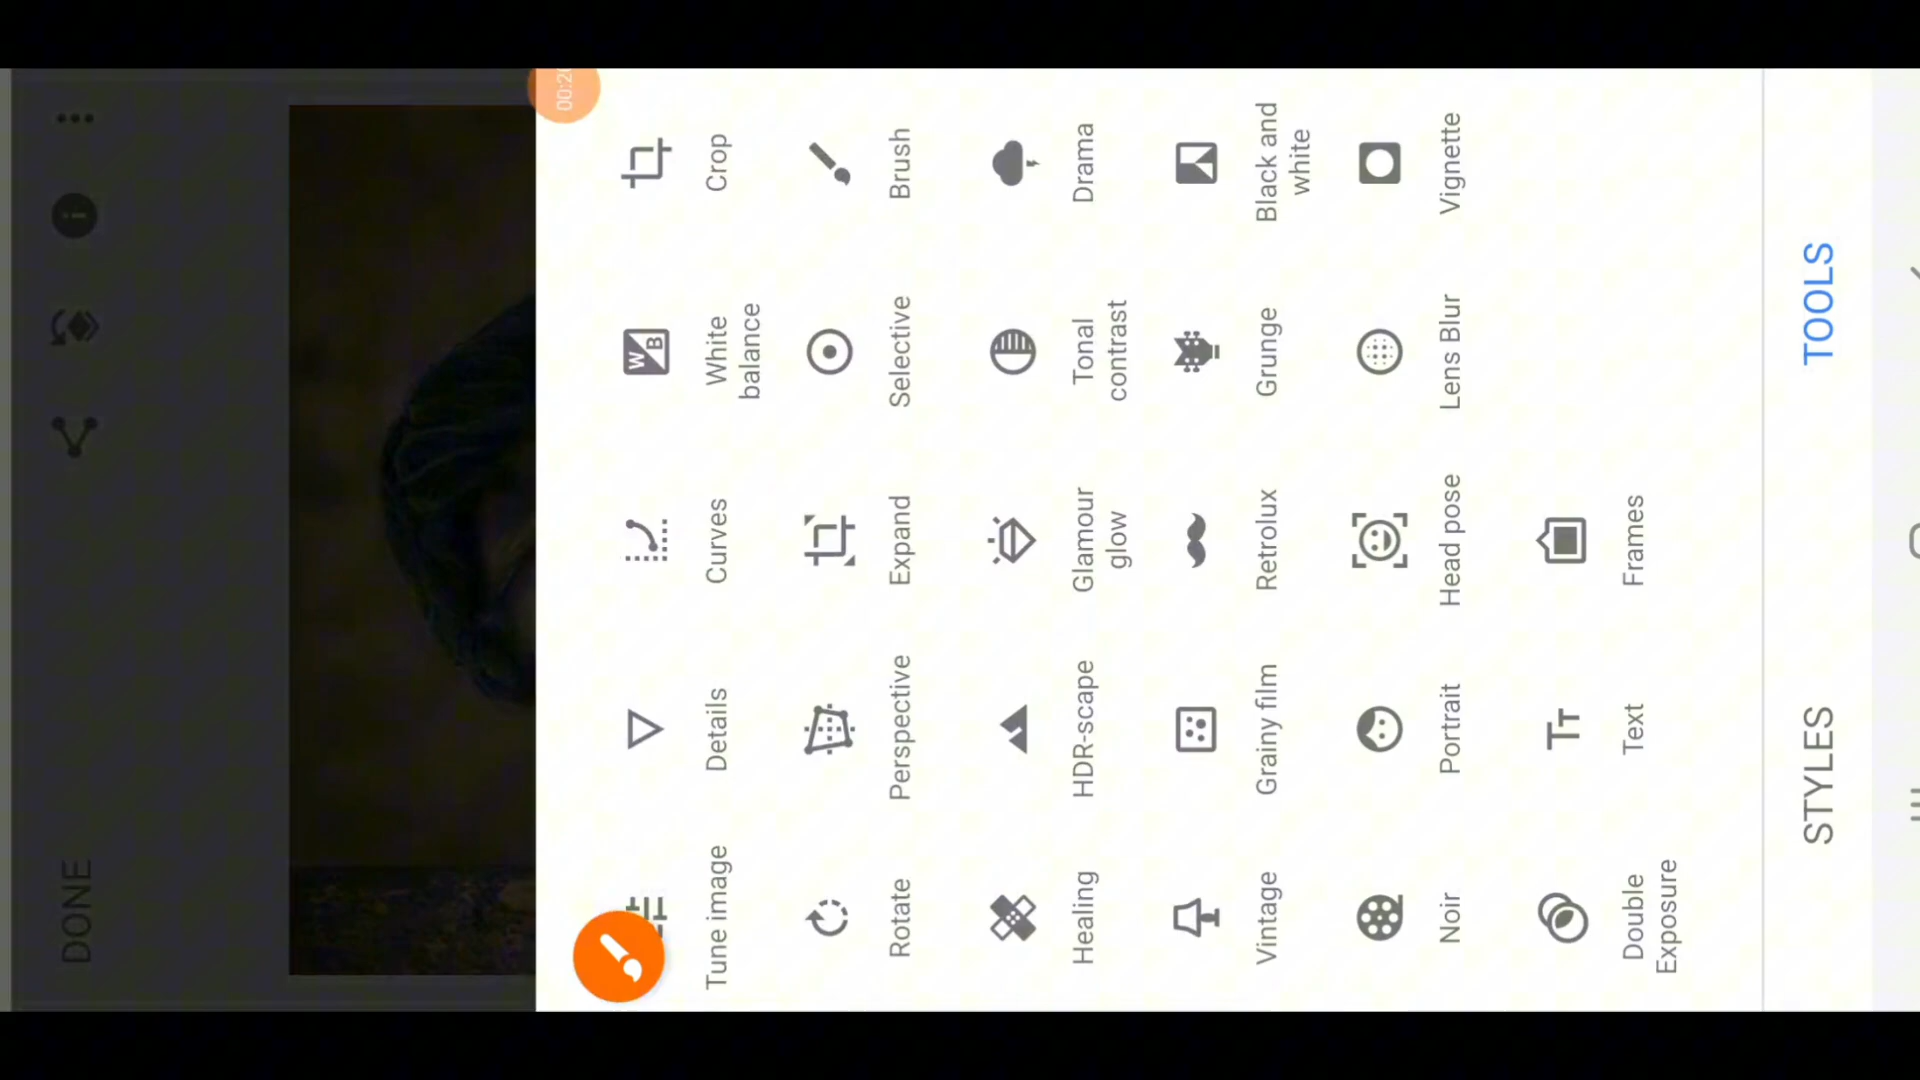 DONE
00:20
Tune image
Details
Curves
White
balance
Crop
Rotate
Perspective
Expand
Selective
Brush
Healing
HDR-scape
Glamour
glow
Tonal
contrast
Drama
Vintage
Grainy film
Retrolux
Grunge
Black and
white
Noir
Portrait
Head pose
Lens Blur
Vignette
Double
Exposure
Text
Frames
STYLES
TOOLS